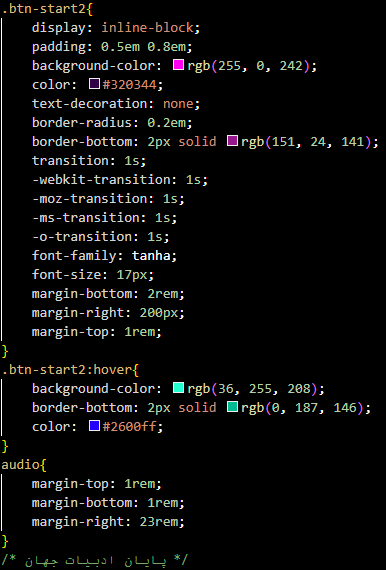 .btn-start2{
display: inline-block;
padding: 0.5em 0.8em;
background-color: rgb(255, 0, 242);
color: #320344;
text-decoration: none;
border-radius: 0.2em;
border-bottom: 2px solid rgb(151, 24, 141);
transition: 1s;
-webkit-transition: 1s;
-moz-transition: 1s;
-ms-transition: 1s;
-o-transition: 1s;
font-family: tanha;
font-size: 17px;
margin-bottom: 2rem;
margin-right: 200px;
margin-top: 1rem;
}
.btn-start2:hover{
background-color: rgb(36, 255, 208);
border-bottom: 2px solid rgb(0, 187, 146);
color: #2600ff;
}
audio{
margin-top: 1rem;
margin-bottom: 1rem;
margin-right: 23rem;
}
/* پایان ادبیات جهان */